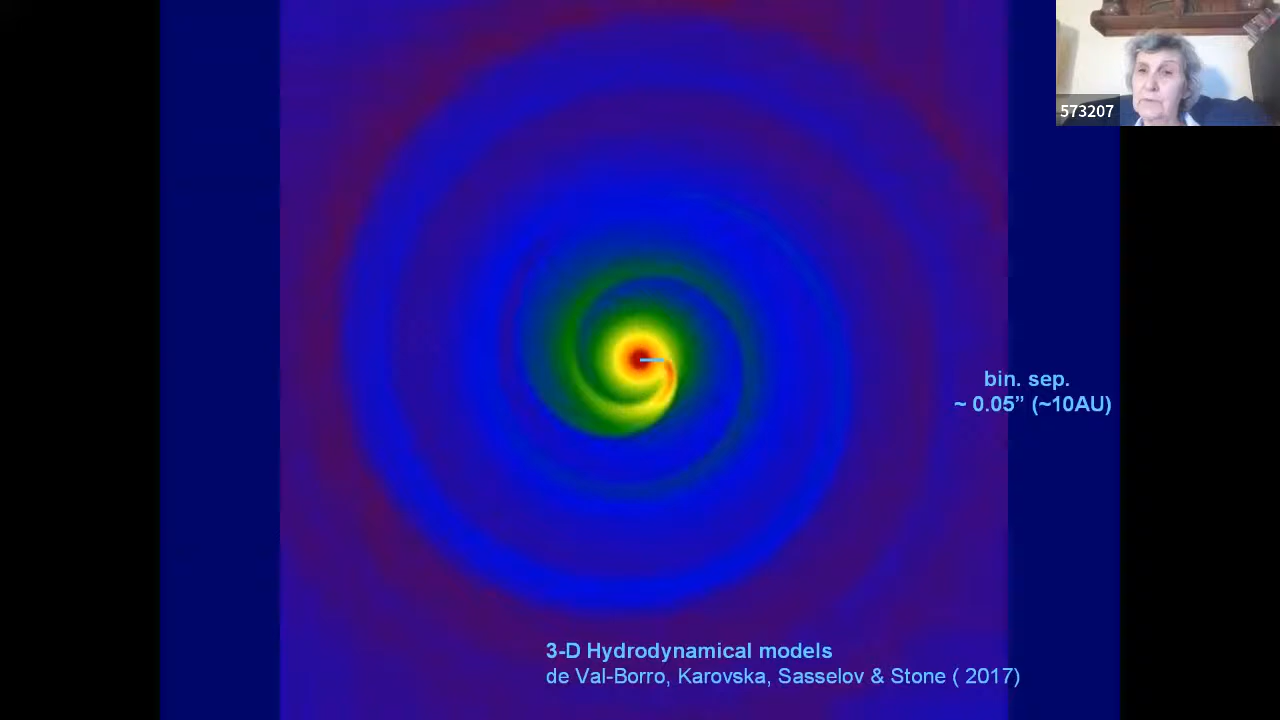 573207
bin. sep.
~ 0.05” (~10AU)
3-D Hydrodynamical models
de Val-Borro, Karovska, Sasselov & Stone ( 2017)